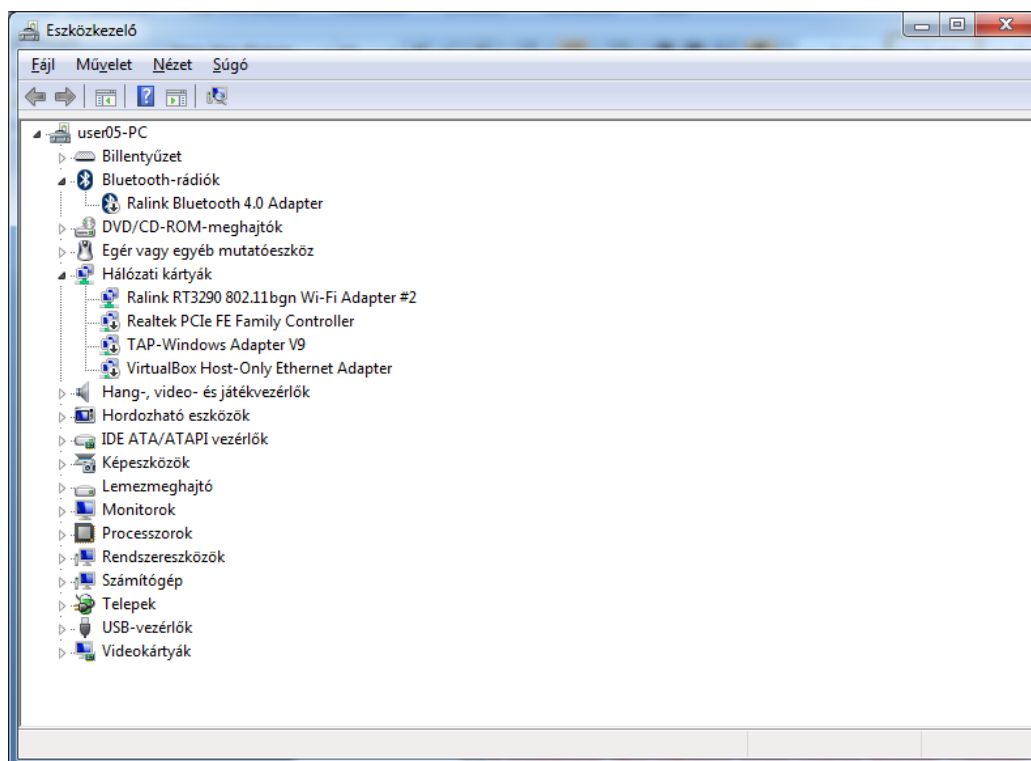 Eszközkezelő
Fájl Művelet Nézet Súgó
user05-PC
Billentyűzet
Bluetooth-rádiók
Ralink Bluetooth 4.0 Adapter
DVD/CD-ROM-meghajtók
Egér vagy egyéb mutatóeszköz
Hálózati kártyák
Ralink RT3290 802.11bgn Wi-Fi Adapter #2
Realtek PCIe FE Family Controller
TAP-Windows Adapter V9
VirtualBox Host-Only Ethernet Adapter
Hang-, video- és játékvezérlők
Hordozható eszközök
IDE ATA/ATAPI vezérlők
Képeszközök
Lemezmeghajtó
Monitorok
Processzorok
Rendszereszközök
Számítógép
Telepek
USB-vezérlők
Videokártyák